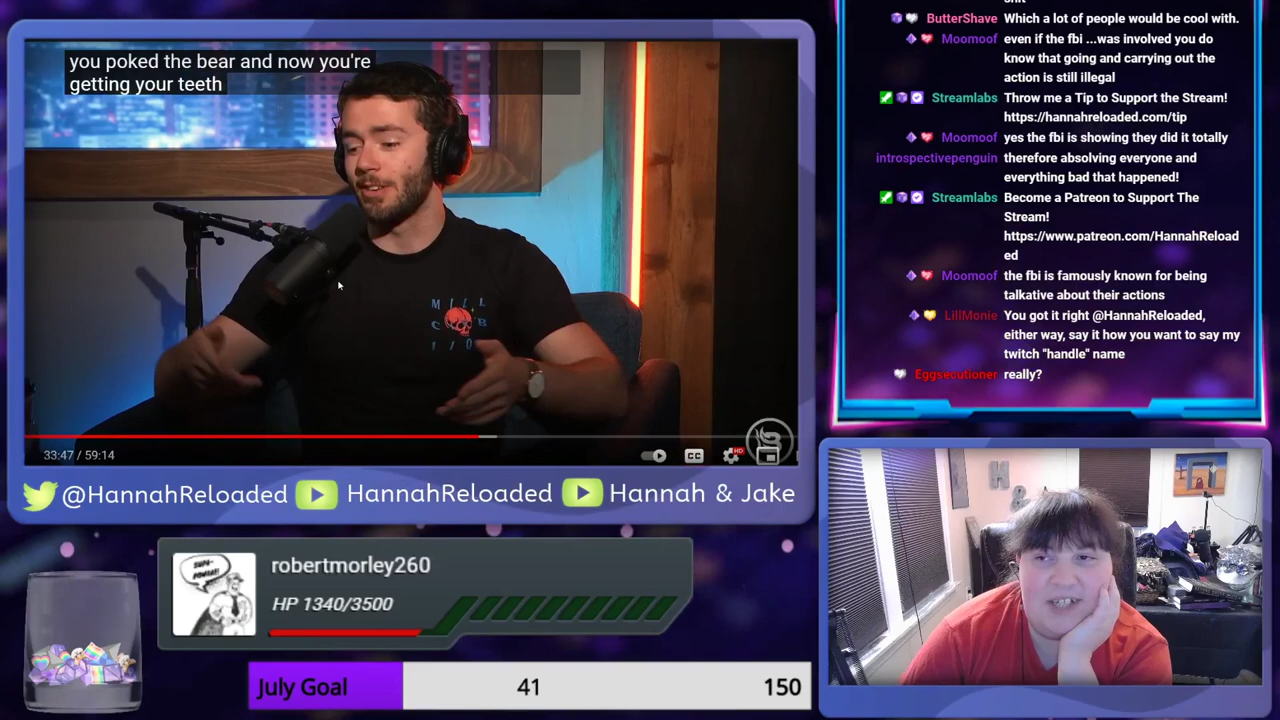 you poked the bear and now you're
getting your teeth
M I L L
C B
1 / 0
33:47 / 59:14
CC
HD
@HannahReloaded
HannahReloaded
Hannah & Jake
robertmorley260
HP 1340/3500
July Goal 41 150
ButterShave Which a lot of people would be cool with.
Moomoof even if the fbi ...was involved you do
know that going and carrying out the
action is still illegal
Streamlabs Throw me a Tip to Support the Stream!
https://hannahreloaded.com/tip
Moomoof yes the fbi is showing they did it totally
introspectivepenguin therefore absolving everyone and
everything bad that happened!
Streamlabs Become a Patreon to Support The
Stream!
https://www.patreon.com/HannahReload
ed
Moomoof the fbi is famously known for being
talkative about their actions
LillMonie You got it right @HannahReloaded,
either way, say it how you want to say my
twitch "handle" name
Eggsecutioner really?
H
&